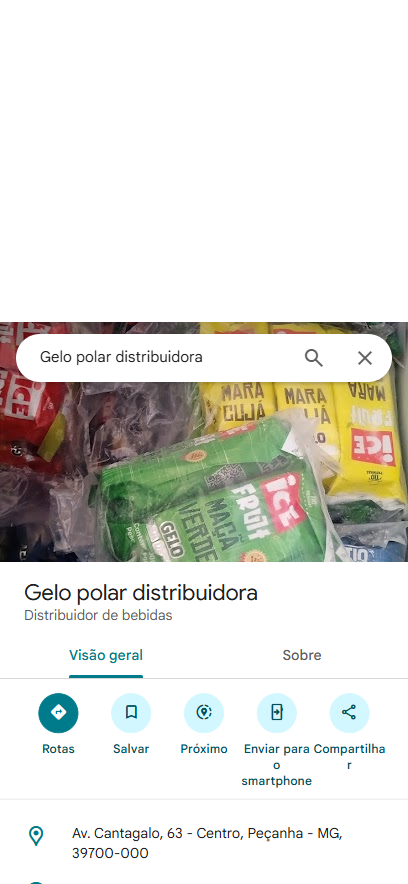 Gelo polar distribuidora
MARA
CUJÁ
MARA
FRUIT
ICE
ICE
FRUIT
MAÇÃ
VERDE
GELO
Gelo polar distribuidora
Distribuidor de bebidas
Visão geral
Sobre
Rotas
Salvar
Próximo
Enviar para o smartphone
Compartilhar
Av. Cantagalo, 63 - Centro, Peçanha - MG,
39700-000